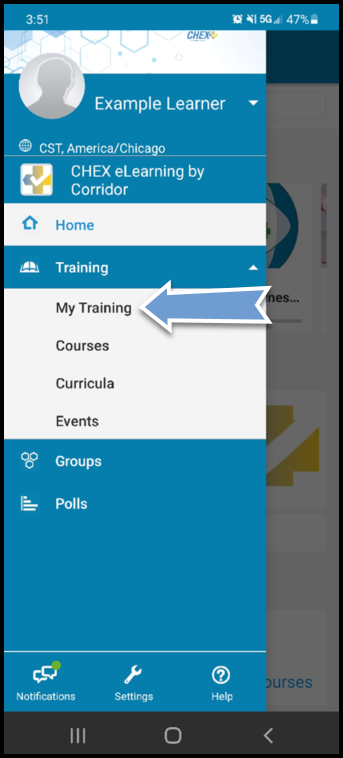 3:51 5G 47%
CHEX
Example Learner
CST, America/Chicago
CHEX eLearning by
Corridor
Home
Training
My Training
nes...
Courses
Curricula
Events
Groups
Polls
ourses
Notifications Settings Help